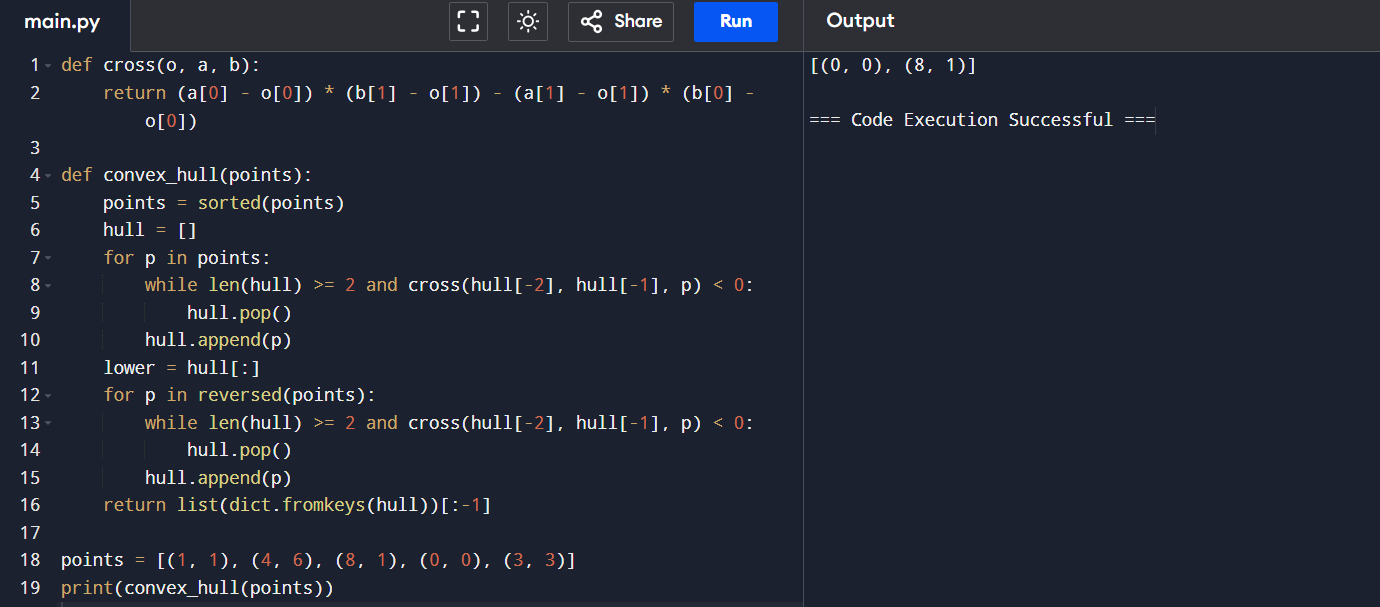 main.py
Share
Run
Output
1 def cross(o, a, b):
2     return (a[0] - o[0]) * (b[1] - o[1]) - (a[1] - o[1]) * (b[0] -
        o[0])
3
4 def convex_hull(points):
5     points = sorted(points)
6     hull = []
7     for p in points:
8         while len(hull) >= 2 and cross(hull[-2], hull[-1], p) < 0:
9             hull.pop()
10         hull.append(p)
11     lower = hull[:]
12     for p in reversed(points):
13         while len(hull) >= 2 and cross(hull[-2], hull[-1], p) < 0:
14             hull.pop()
15         hull.append(p)
16     return list(dict.fromkeys(hull))[:-1]
17
18 points = [(1, 1), (4, 6), (8, 1), (0, 0), (3, 3)]
19 print(convex_hull(points))
[(0, 0), (8, 1)]
=== Code Execution Successful ===